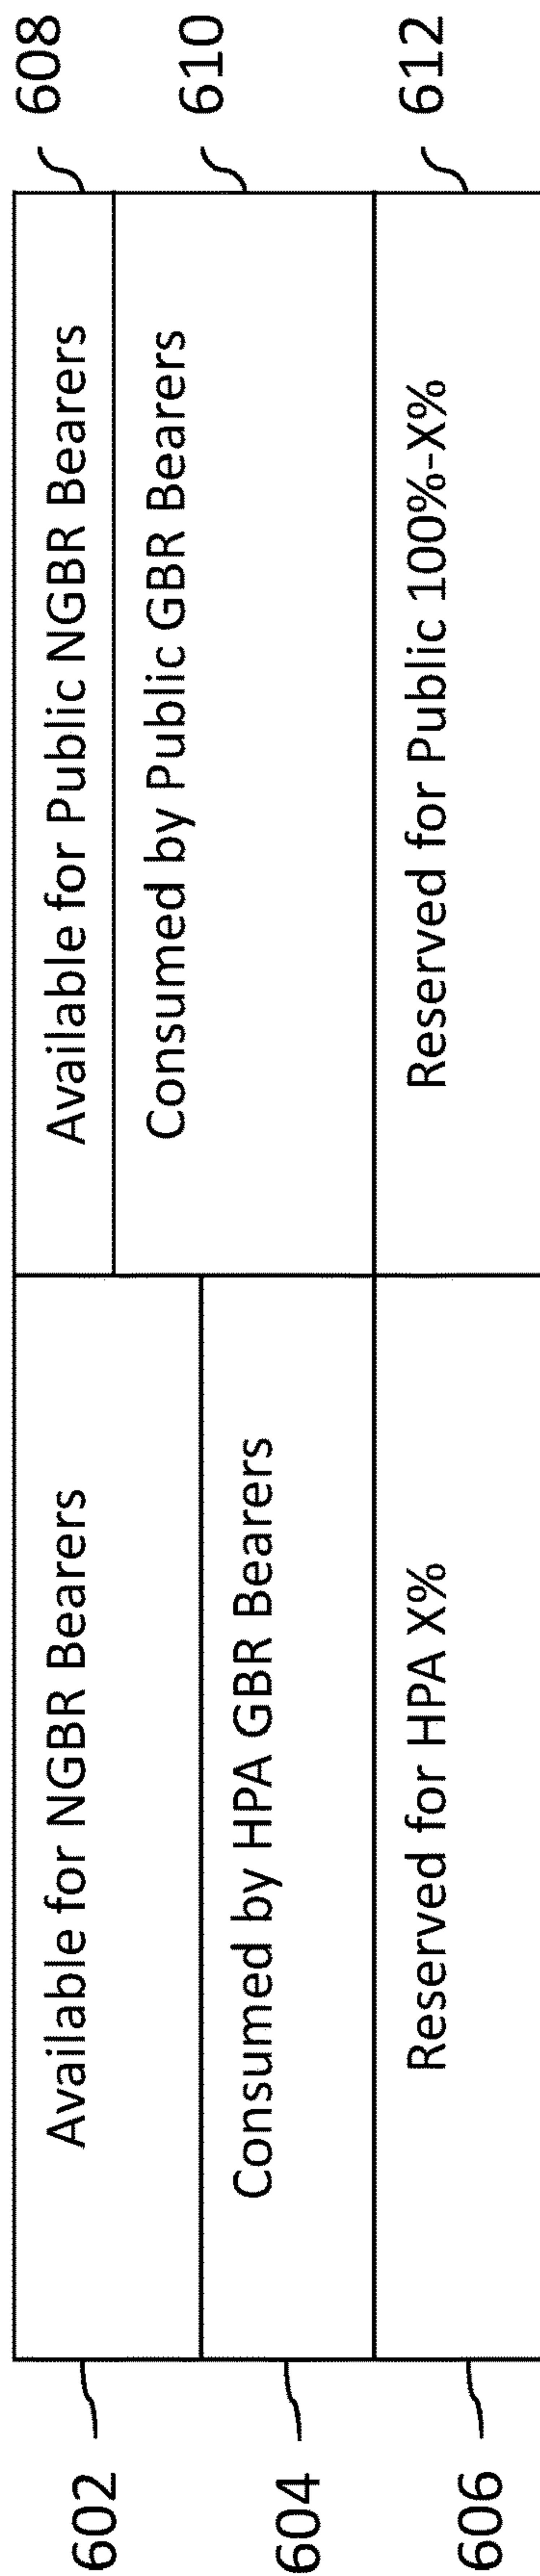 602
Available for NGBR Bearers
Available for Public NGBR Bearers
608
604
Consumed by HPA GBR Bearers
Consumed by Public GBR Bearers
610
606
Reserved for HPA X%
Reserved for Public 100%-X%
612